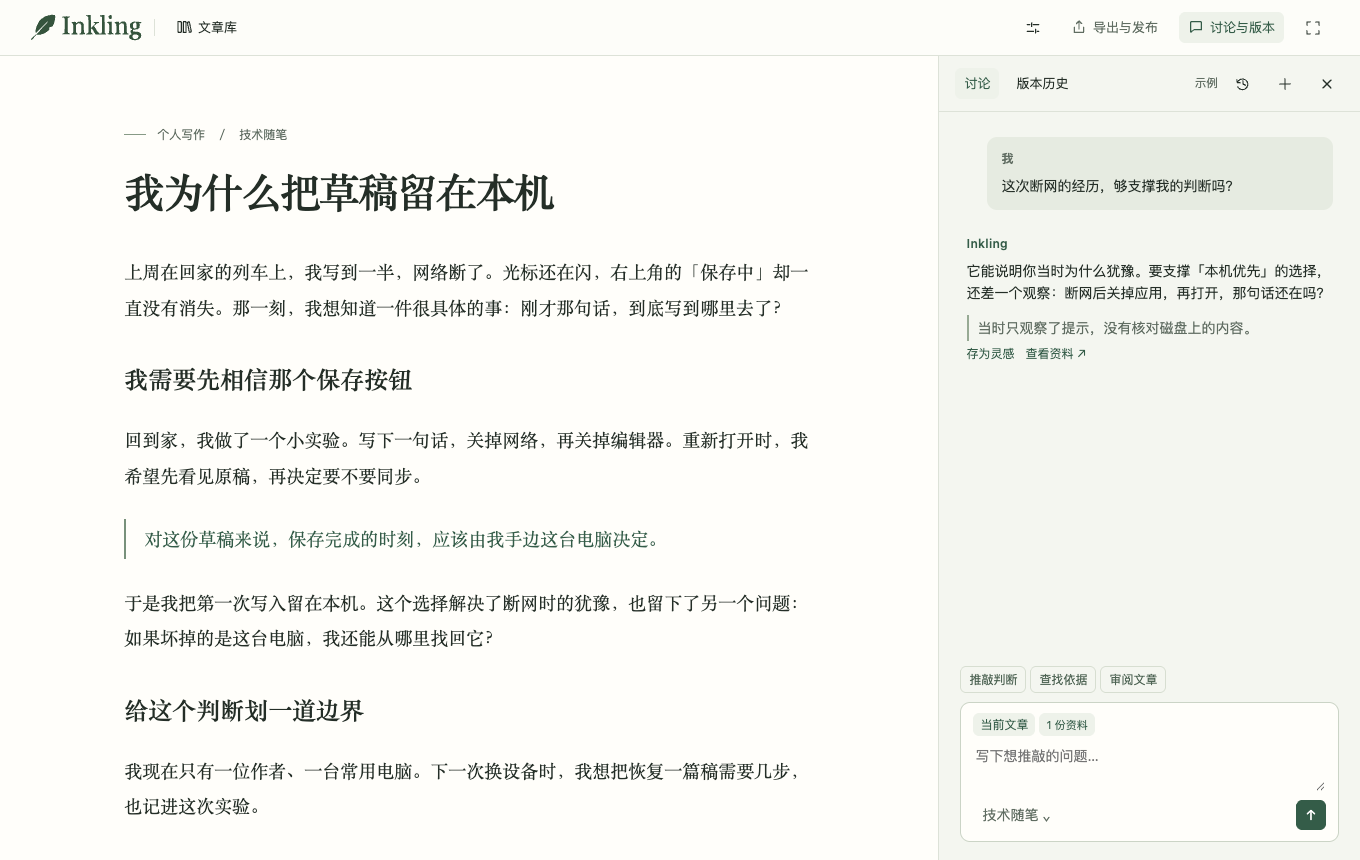 Inkling
文章库
导出与发布
讨论与版本
个人写作 / 技术随笔
我为什么把草稿留在本机
上周在回家的列车上，我写到一半，网络断了。光标还在闪，右上角的「保存中」却一
直没有消失。那一刻，我想知道一件很具体的事：刚才那句话，到底写到哪里去了？
我需要先相信那个保存按钮
回到家，我做了一个小实验。写下一句话，关掉网络，再关掉编辑器。重新打开时，我
希望先看见原稿，再决定要不要同步。
对这份草稿来说，保存完成的时刻，应该由我手边这台电脑决定。
于是我把第一次写入留在本机。这个选择解决了断网时的犹豫，也留下了另一个问题：
如果坏掉的是这台电脑，我还能从哪里找回它？
给这个判断划一道边界
我现在只有一位作者、一台常用电脑。下一次换设备时，我想把恢复一篇稿需要几步，
也记进这次实验。
讨论
版本历史
示例
我
这次断网的经历，够支撑我的判断吗？
Inkling
它能说明你当时为什么犹豫。要支撑「本机优先」的选择，
还差一个观察：断网后关掉应用，再打开，那句话还在吗？
当时只观察了提示，没有核对磁盘上的内容。
存为灵感 查看资料 ↗
推敲判断 查找依据 审阅文章
当前文章 1 份资料
写下想推敲的问题...
技术随笔